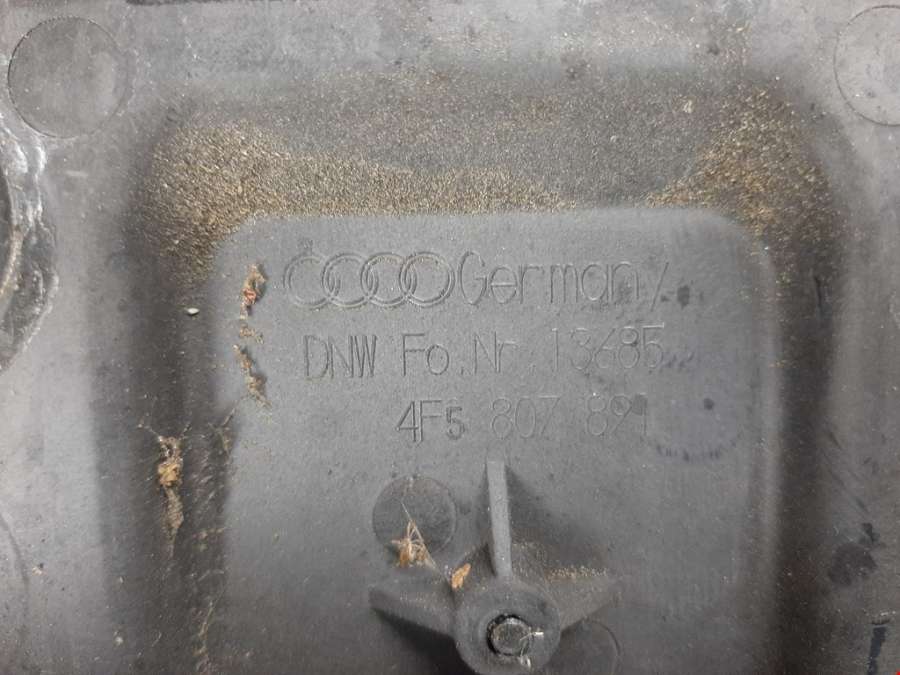 Germany
DNW Fo.Nr. 13685
4F5 807 891